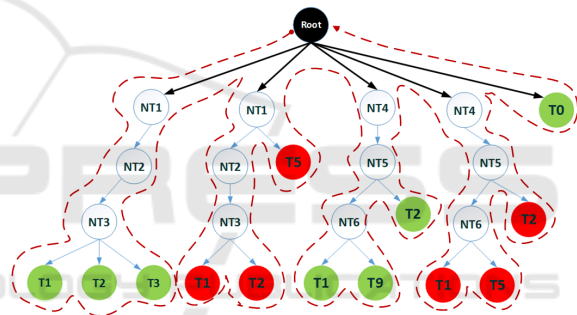 Root
NT1 NT1 NT4 NT4 T0
NT2 NT2 T5 NT5 NT5
NT3 NT3 NT6 T2 NT6 T2
T1 T2 T3 T1 T2 T1 T9 T1 T5